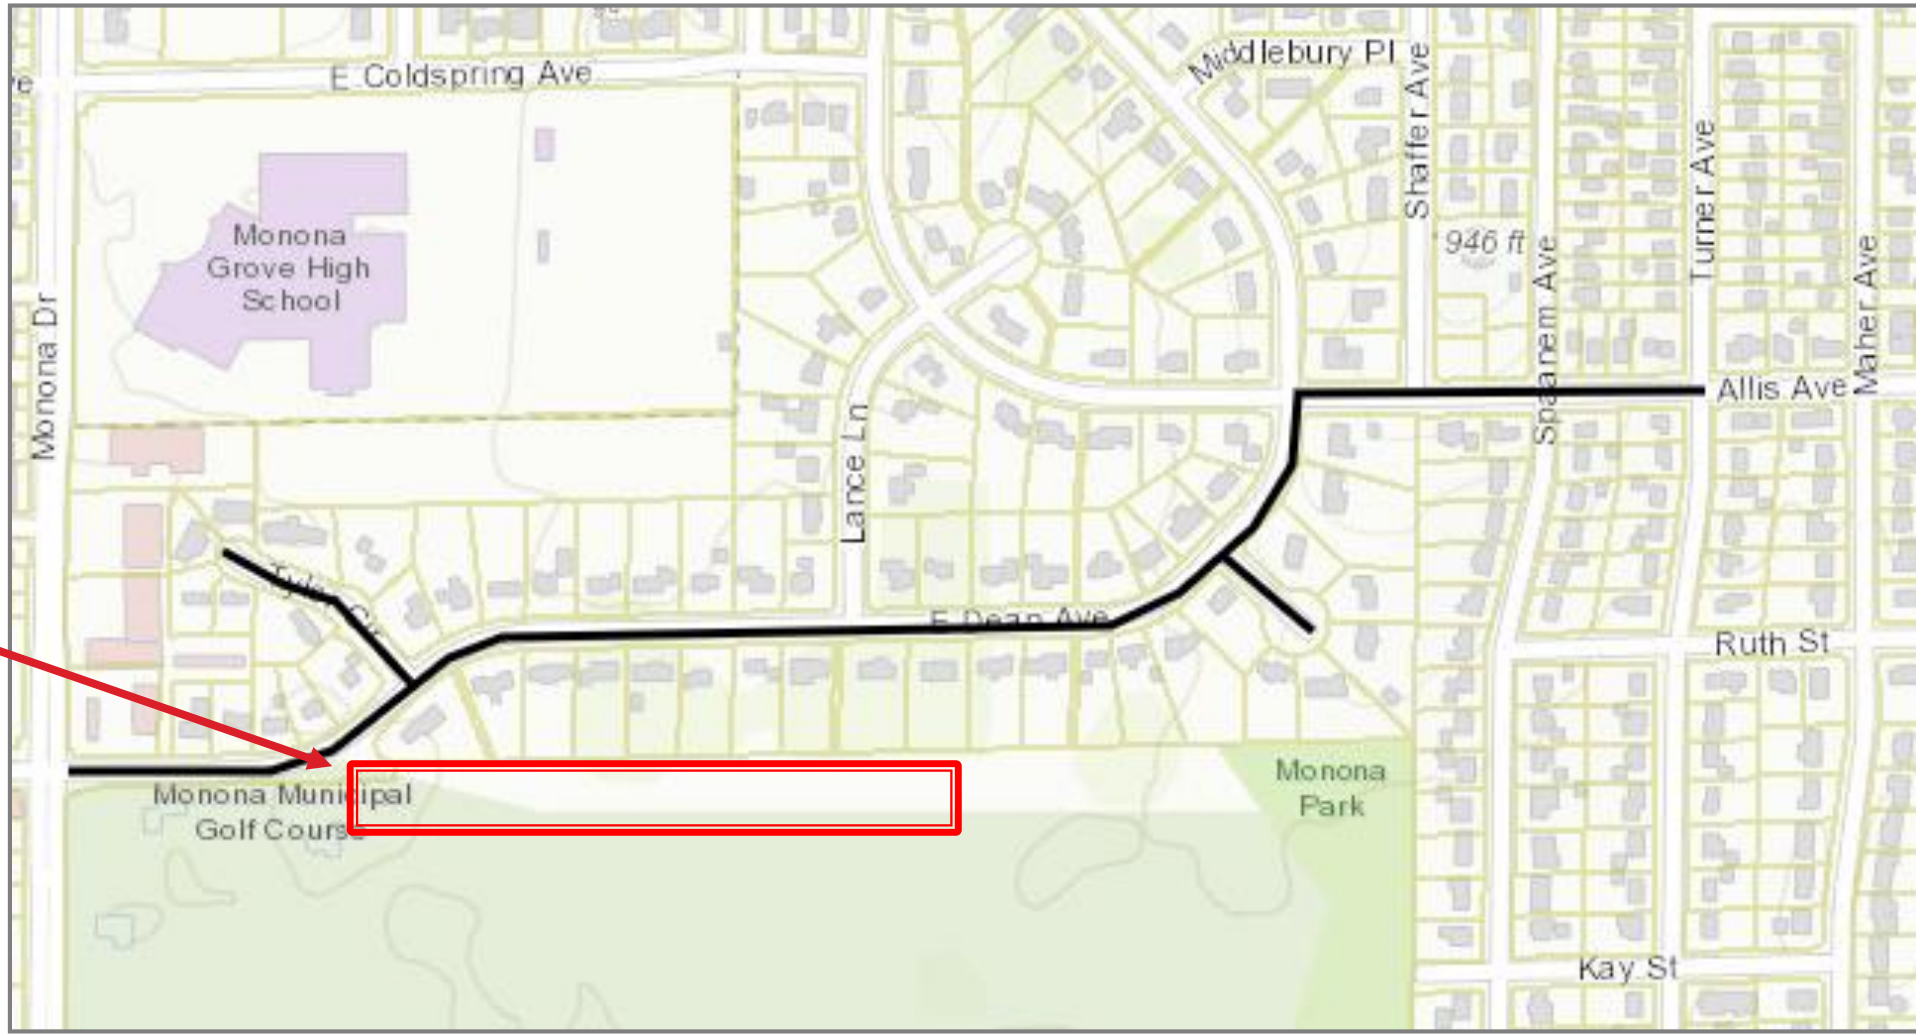 E Coldspring Ave
Middlebury Pl
Shaffer Ave
Turner Ave
946 ft
Monona
Grove High
School
Monona Dr
Spaanem Ave
Maher Ave
Allis Ave
Lance Ln
E Dean Ave
Ruth St
Monona Municipal
Golf Course
Monona
Park
Kay St